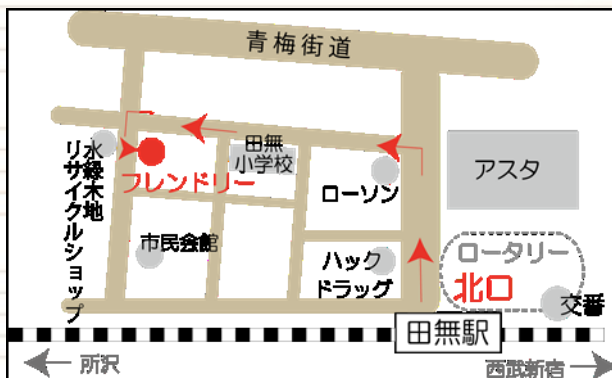 青梅街道
田無
小学校
アスタ
水緑木地
リサイクルショップ
フレンドリー
ローソン
市民会館
ハック
ドラッグ
ロータリー
北口
交番
田無駅
所沢
西武新宿